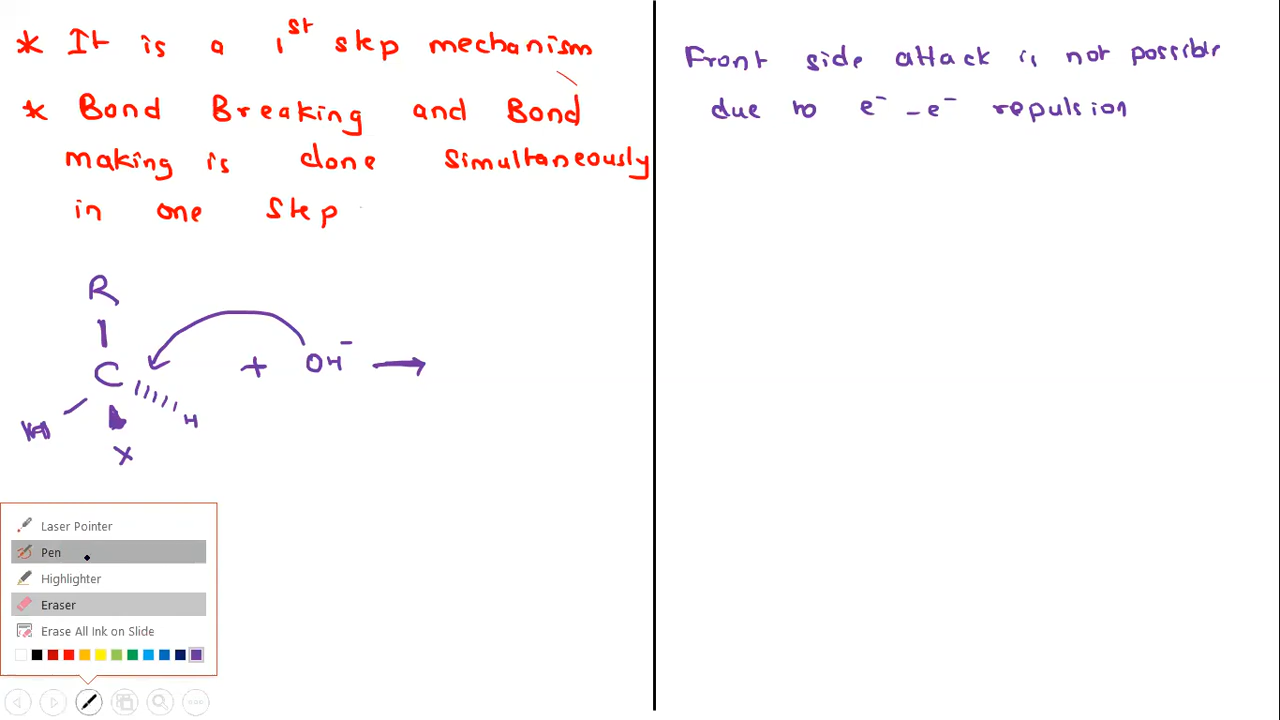 * It is a 1st step mechanism
* Bond Breaking and Bond
making is done simultaneously
in one step
R
C
+ OH⁻ →
H
X
Laser Pointer
Pen
Highlighter
Eraser
Erase All Ink on Slide
Front side attack is not possible
due to e⁻ - e⁻ repulsion